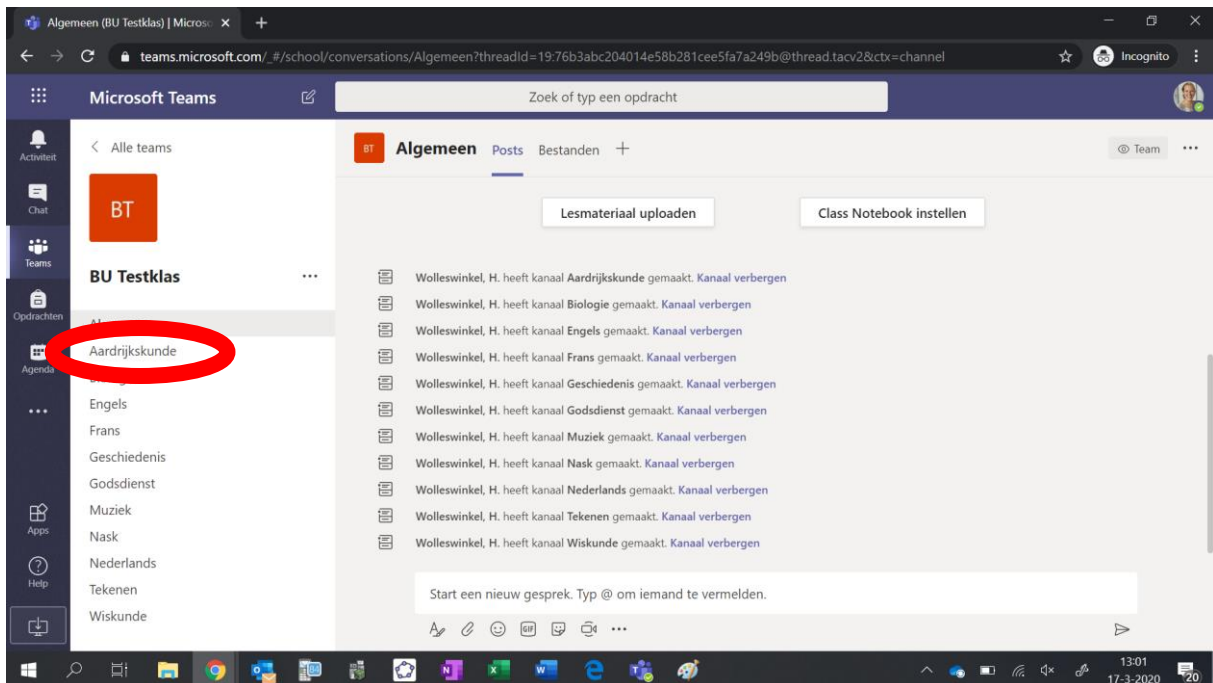 Algemeen (BU Testklas) | Microso
teams.microsoft.com/_#/school/conversations/Algemeen?threadId=19:76b3abc204014e58b281cee5fa7a249b@thread.tacv2&ctx=channel
Incognito
Microsoft Teams
Zoek of typ een opdracht
Activiteit
Chat
Teams
Opdrachten
Agenda
Apps
Help
Alle teams
BT
BU Testklas
Aardrijkskunde
Engels
Frans
Geschiedenis
Godsdienst
Muziek
Nask
Nederlands
Tekenen
Wiskunde
BT Algemeen Posts Bestanden
Team
Lesmateriaal uploaden Class Notebook instellen
Wolleswinkel, H. heeft kanaal Aardrijkskunde gemaakt. Kanaal verbergen
Wolleswinkel, H. heeft kanaal Biologie gemaakt. Kanaal verbergen
Wolleswinkel, H. heeft kanaal Engels gemaakt. Kanaal verbergen
Wolleswinkel, H. heeft kanaal Frans gemaakt. Kanaal verbergen
Wolleswinkel, H. heeft kanaal Geschiedenis gemaakt. Kanaal verbergen
Wolleswinkel, H. heeft kanaal Godsdienst gemaakt. Kanaal verbergen
Wolleswinkel, H. heeft kanaal Muziek gemaakt. Kanaal verbergen
Wolleswinkel, H. heeft kanaal Nask gemaakt. Kanaal verbergen
Wolleswinkel, H. heeft kanaal Nederlands gemaakt. Kanaal verbergen
Wolleswinkel, H. heeft kanaal Tekenen gemaakt. Kanaal verbergen
Wolleswinkel, H. heeft kanaal Wiskunde gemaakt. Kanaal verbergen
Start een nieuw gesprek. Typ @ om iemand te vermelden.
GIF
13:01
17-3-2020
20